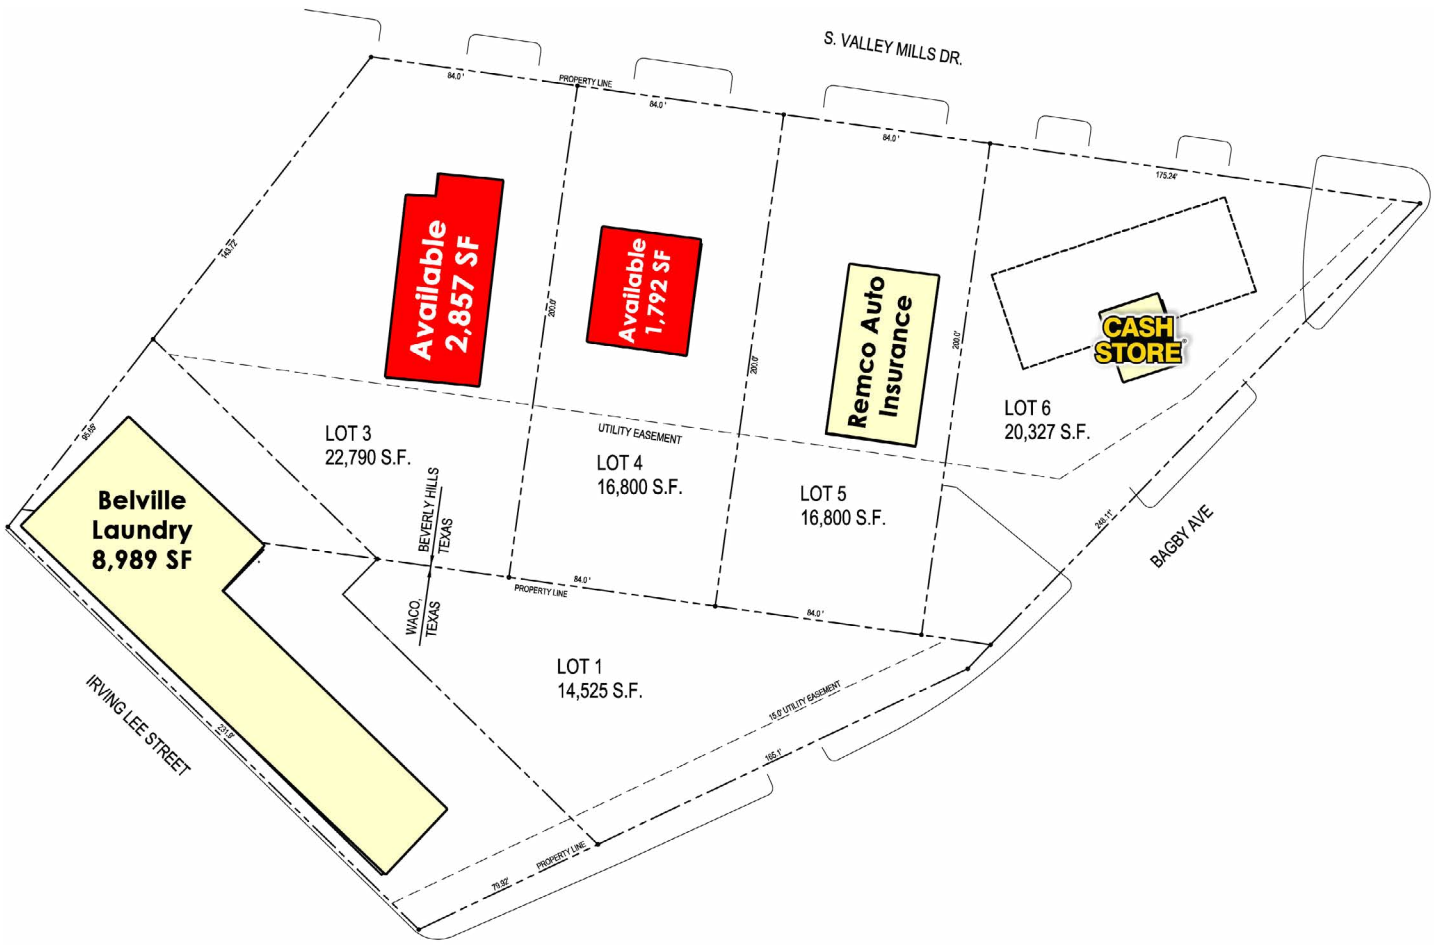 S. VALLEY MILLS DR.
84.0'
PROPERTY LINE
84.0'
84.0'
175.24'
143.72'
Available
2,857 SF
200.0'
Available
1,792 SF
200.0'
Remco Auto
Insurance
200.0'
CASH
STORE
LOT 6
20,327 S.F.
95.65'
LOT 3
22,790 S.F.
UTILITY EASEMENT
LOT 4
16,800 S.F.
LOT 5
16,800 S.F.
BEVERLY HILLS
TEXAS
WACO,
TEXAS
248.11'
BAGBY AVE
Belville
Laundry
8,989 SF
PROPERTY LINE
84.0'
84.0'
LOT 1
14,525 S.F.
15.0' UTILITY EASEMENT
IRVING LEE STREET
231.9'
165.1'
PROPERTY LINE
79.92'